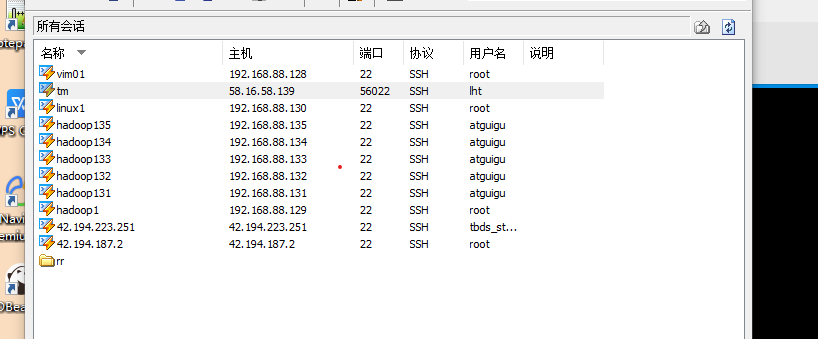 所有会话
名称 主机 端口 协议 用户名 说明
vim01 192.168.88.128 22 SSH root
tm 58.16.58.139 56022 SSH lht
linux1 192.168.88.130 22 SSH root
hadoop135 192.168.88.135 22 SSH atguigu
hadoop134 192.168.88.134 22 SSH atguigu
hadoop133 192.168.88.133 22 SSH atguigu
hadoop132 192.168.88.132 22 SSH atguigu
hadoop131 192.168.88.131 22 SSH atguigu
hadoop1 192.168.88.129 22 SSH root
42.194.223.251 42.194.223.251 22 SSH tbds_st...
42.194.187.2 42.194.187.2 22 SSH root
rr
otepa
PS O
Navi
emiu
DBea